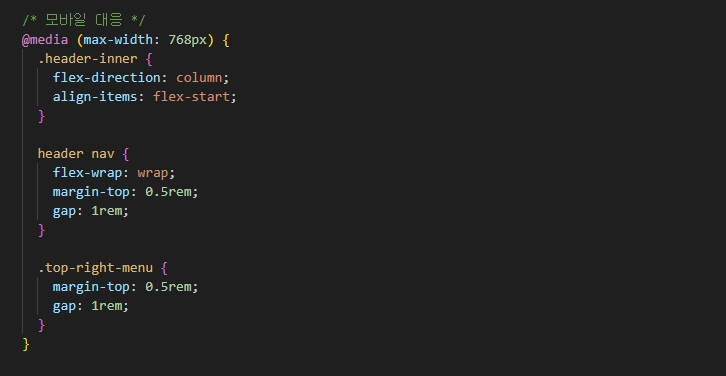 /* 모바일 대응 */
@media (max-width: 768px) {
  .header-inner {
    flex-direction: column;
    align-items: flex-start;
  }

  header nav {
    flex-wrap: wrap;
    margin-top: 0.5rem;
    gap: 1rem;
  }

  .top-right-menu {
    margin-top: 0.5rem;
    gap: 1rem;
  }
}